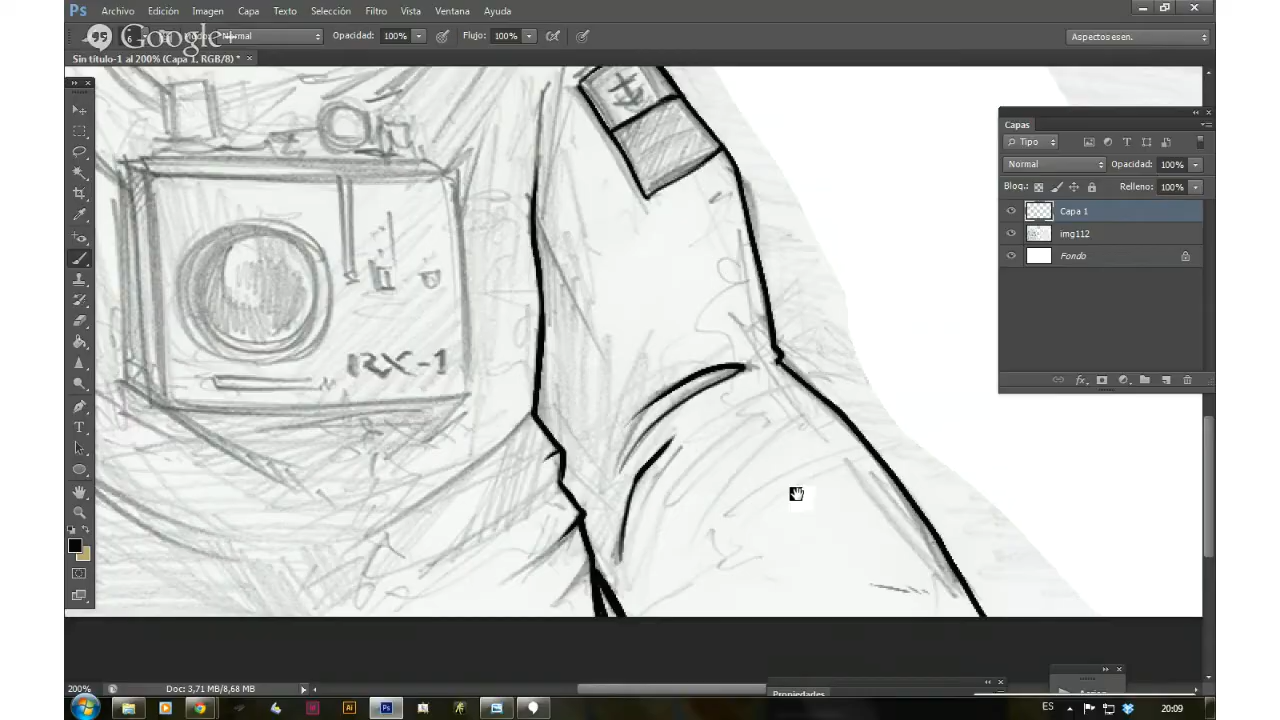 Ps Archivo Edición Imagen Capa Texto Selección Filtro Vista Ventana Ayuda
Google+
6 Modo: Normal Opacidad: 100% Flujo: 100% Aspectos esen.
Sin título-1 al 200% (Capa 1, RGB/8) *
Capas
Tipo
Normal Opacidad: 100%
Bloq.: Relleno: 100%
Capa 1
img112
Fondo
RX-1
200% Doc: 3,71 MB/8,68 MB
Propiedades
ES 20:09